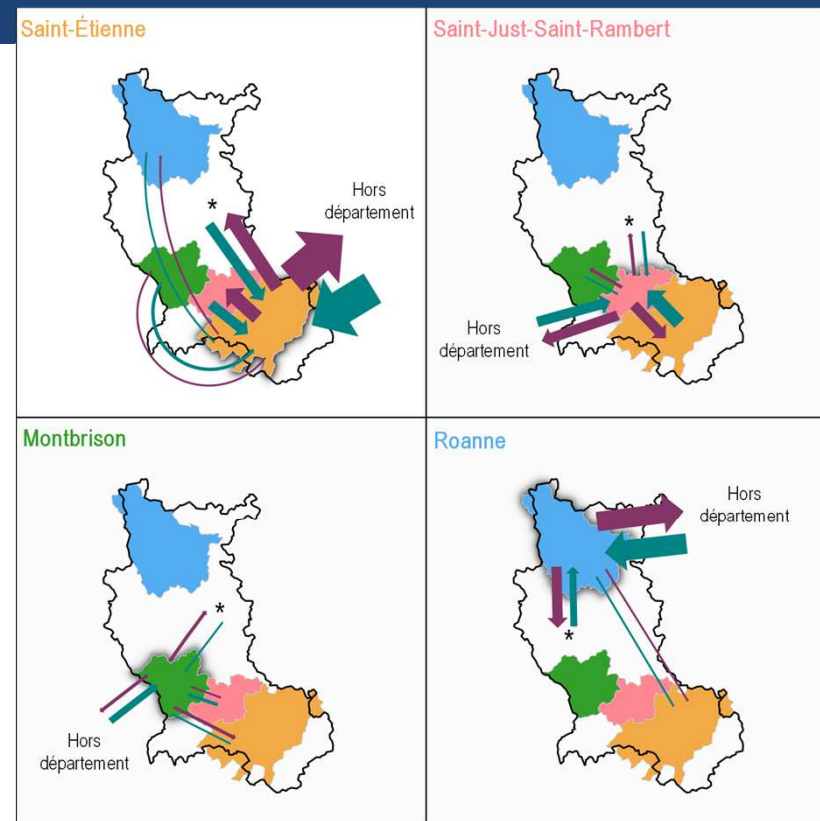 Saint-Étienne
Hors
département
*
Saint-Just-Saint-Rambert
*
Hors
département
Montbrison
*
Hors
département
Roanne
Hors
département
*